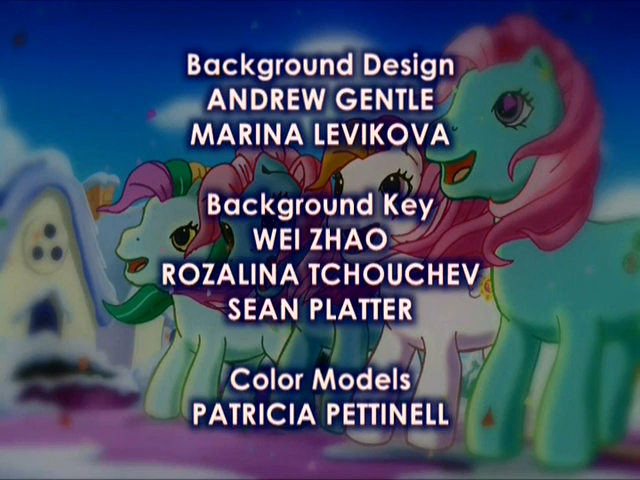 Background Design
ANDREW GENTLE
MARINA LEVIKOVA
Background Key
WEI ZHAO
ROZALINA TCHOUCHEV
SEAN PLATTER
Color Models
PATRICIA PETTINELL